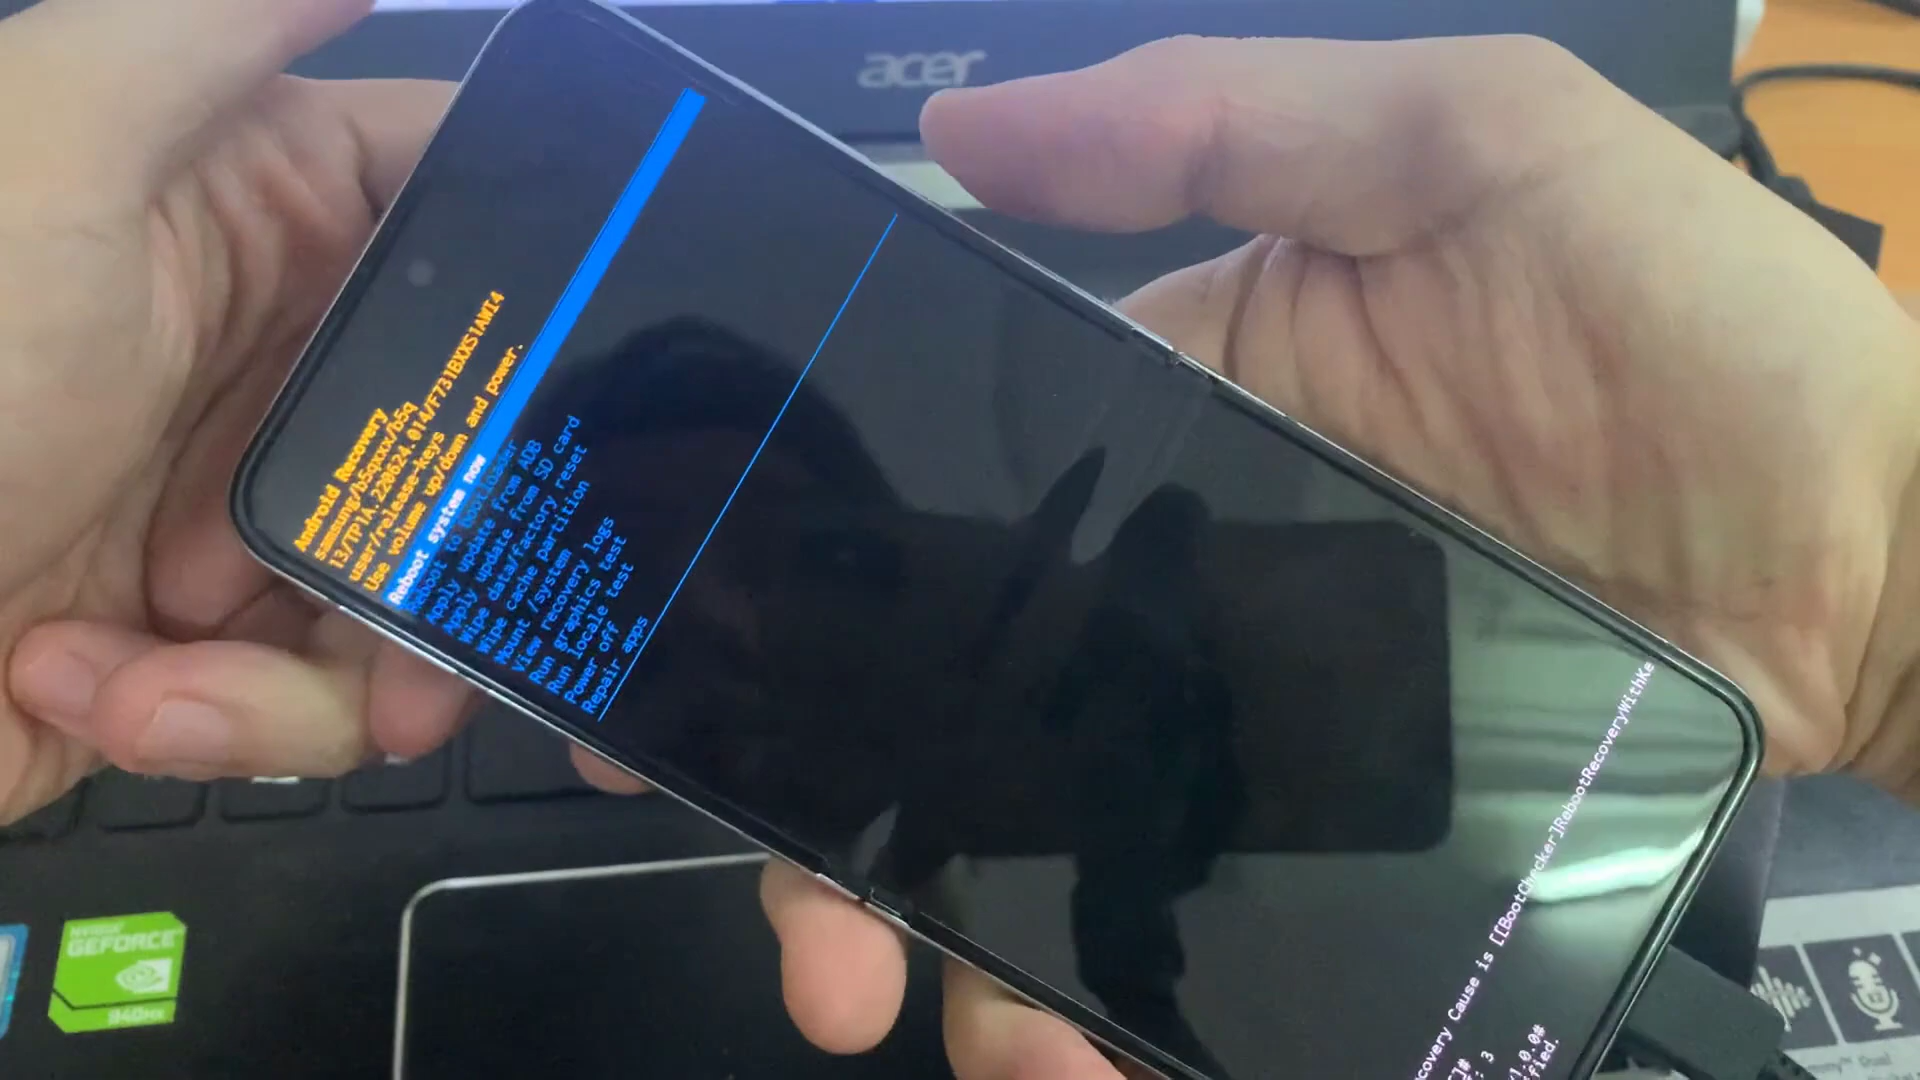 acer
Android Recovery
samsung/b5qxxx/b5q
13/TP1A.220624.014/F731BXXS1AWI4
user/release-keys
Use volume up/down and power.
Reboot system now
Reboot to bootloader
Apply update from ADB
Apply update from SD card
Wipe data/factory reset
Wipe cache partition
Mount /system
View recovery logs
Run graphics test
Run locale test
Power off
Repair apps
Cause is [[BootChecker]RebootRecoveryWithKe
3
NVIDIA
GEFORCE
940MX